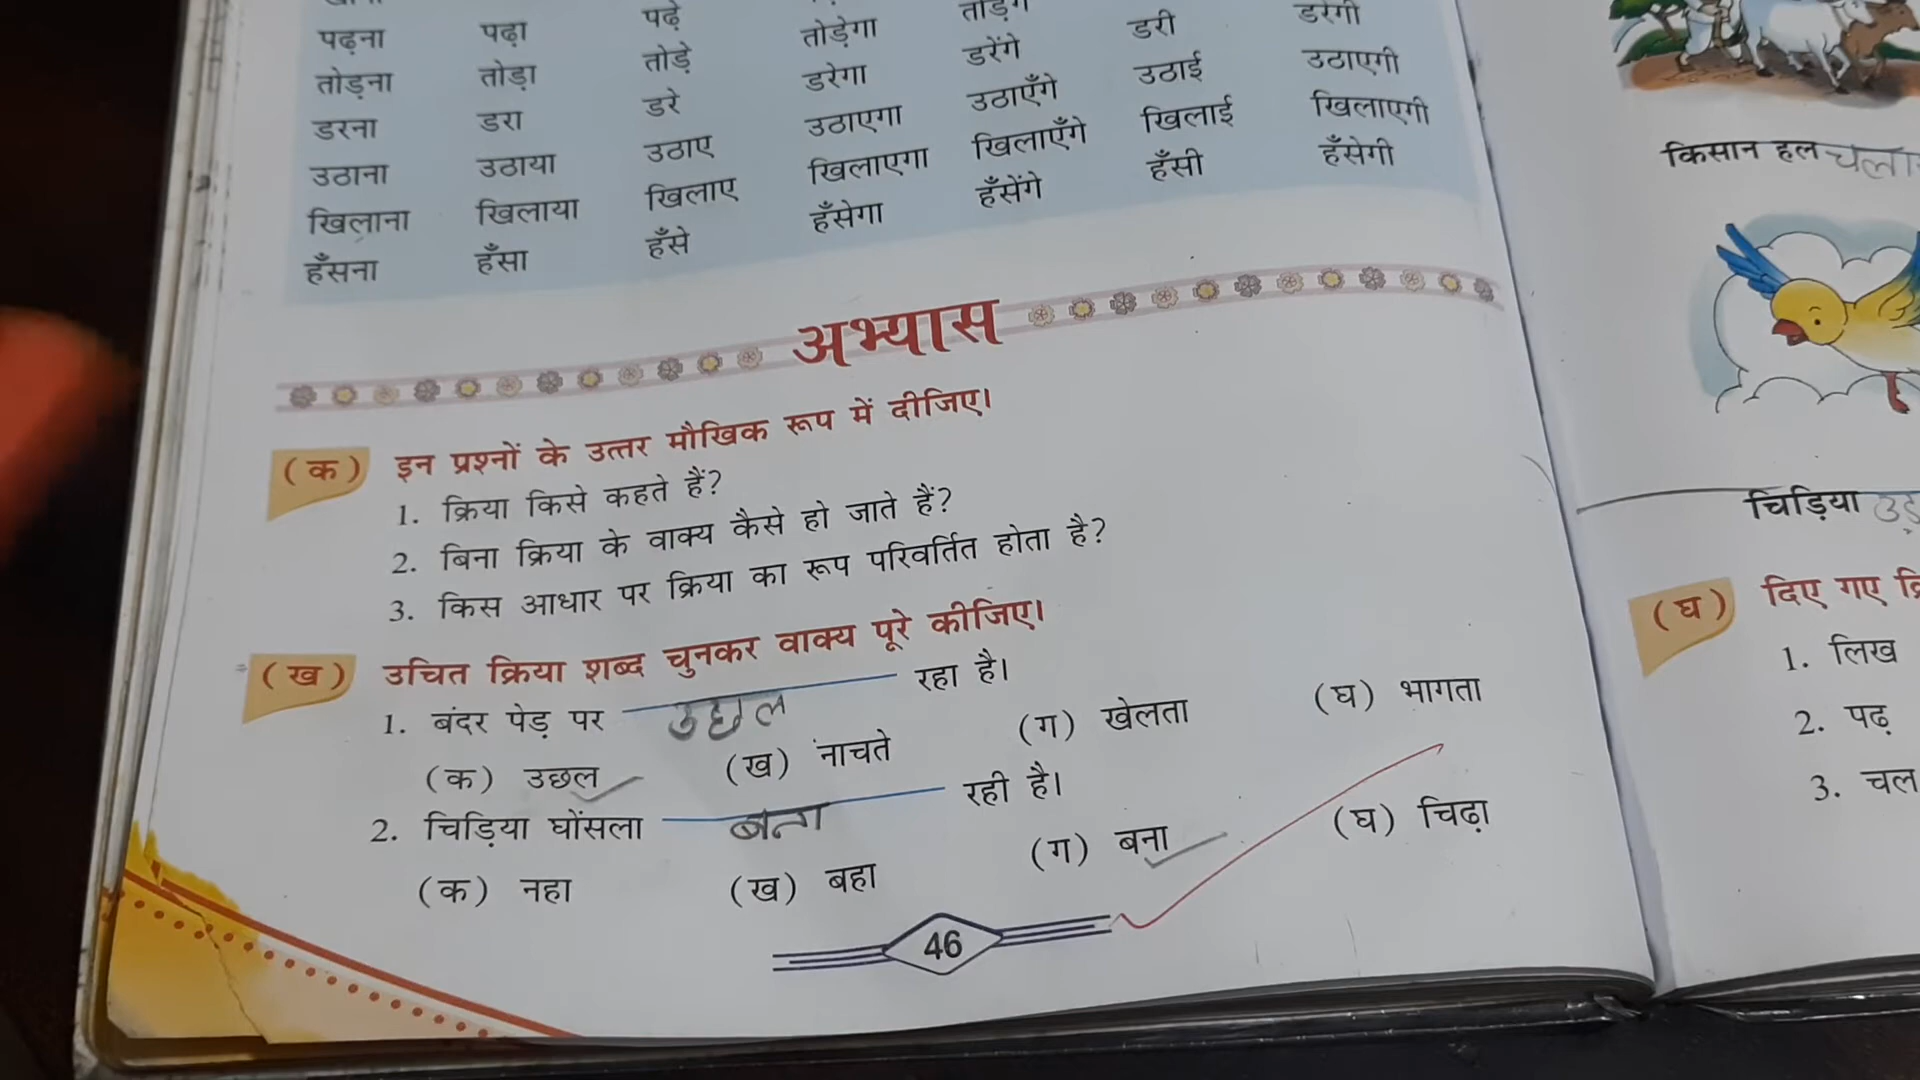 पढ़ना पढ़ा पढ़े तोड़ेगा डरी डरेगी
तोड़ना तोड़ा तोड़े डरेगा डरेंगे उठाई उठाएगी
डरना डरा डरे उठाएगा उठाएँगे खिलाई खिलाएगी
उठाना उठाया उठाए खिलाएगा खिलाएँगे हँसी हँसेगी
खिलाना खिलाया खिलाए हँसेगा हँसेंगे
हँसना हँसा हँसे
अभ्यास
(क) इन प्रश्नों के उत्तर मौखिक रूप में दीजिए।
1. क्रिया किसे कहते हैं?
2. बिना क्रिया के वाक्य कैसे हो जाते हैं?
3. किस आधार पर क्रिया का रूप परिवर्तित होता है?
(ख) उचित क्रिया शब्द चुनकर वाक्य पूरे कीजिए।
1. बंदर पेड़ पर उछल रहा है।
(क) उछल (ख) नाचते (ग) खेलता (घ) भागता
2. चिड़िया घोंसला बना रही है।
(क) नहा (ख) बहा (ग) बना (घ) चिढ़ा
46
किसान हल
चिड़िया
(घ) दिए गए
1. लिख
2. पढ़
3. चल